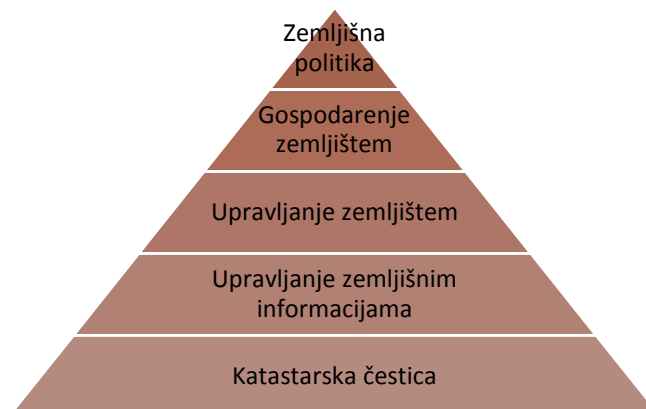 Zemljišna
politika
Gospodarenje
zemljištem
Upravljanje zemljištem
Upravljanje zemljišnim
informacijama
Katastarska čestica